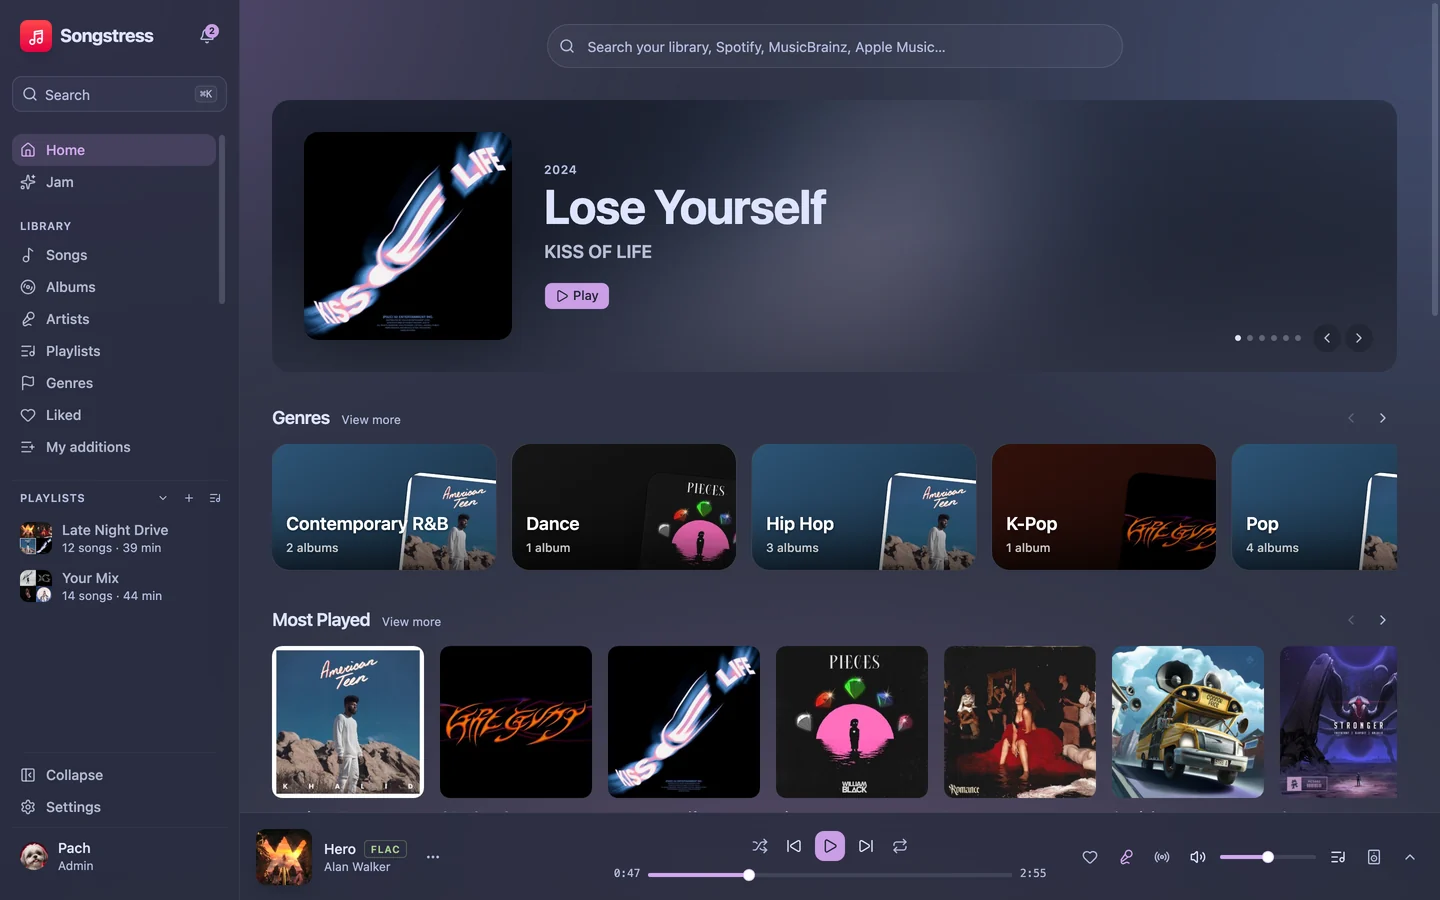 Songstress
2
Search
⌘K
Home
Jam
LIBRARY
Songs
Albums
Artists
Playlists
Genres
Liked
My additions
PLAYLISTS
Late Night Drive
12 songs · 39 min
Your Mix
14 songs · 44 min
Collapse
Settings
Pach
Admin
Search your library, Spotify, MusicBrainz, Apple Music...
KISS
LIFE
2024
Lose Yourself
KISS OF LIFE
Play
Genres View more
American Teen
Contemporary R&B
2 albums
PIECES
Dance
1 album
American Teen
Hip Hop
3 albums
K-Pop
1 album
Pop
4 albums
Most Played View more
American Teen
KHALID
KISS
LIFE
PIECES
WILLIAM BLACK
Romance
STRONGER
Hero FLAC
Alan Walker
0:47
2:55